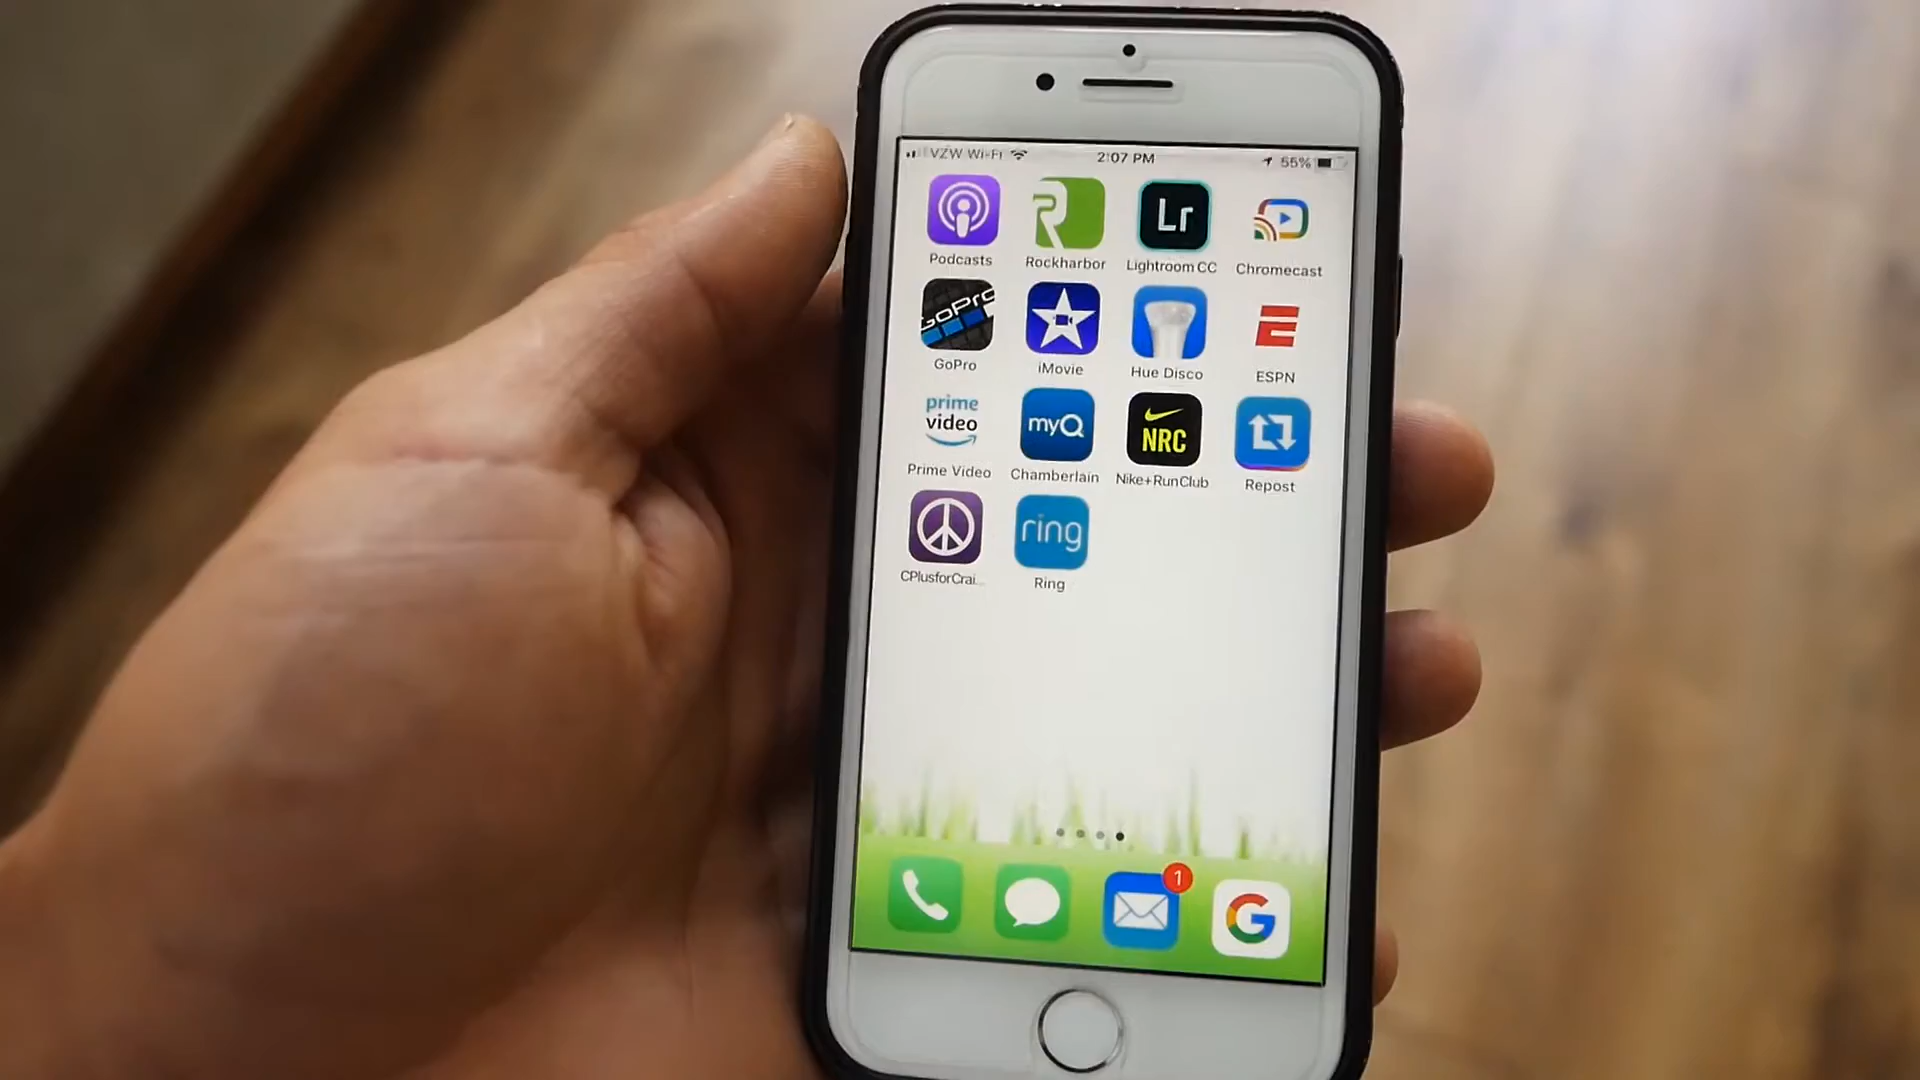 VZW Wi-Fi 2:07 PM 55%
Podcasts
R
Rockharbor
Lr
Lightroom CC
Chromecast
GoPro
GoPro
iMovie
Hue Disco
E
ESPN
prime
video
Prime Video
myQ
Chamberlain
NRC
Nike+RunClub
Repost
CPlusforCrai...
ring
Ring
1
G